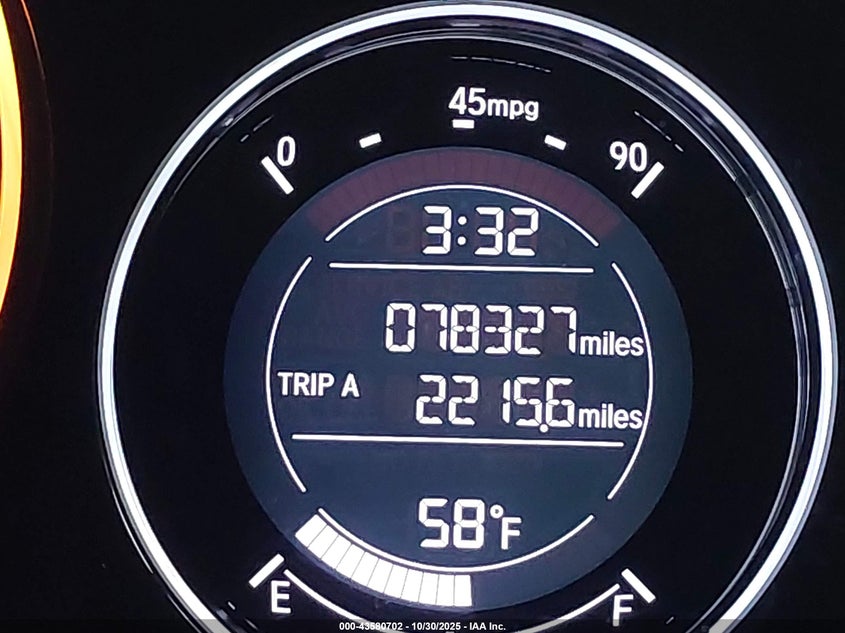 45mpg
0 90
3:32
078327miles
TRIP A 2215.6miles
58°F
E F
000-43580702 - 10/30/2025 - IAA Inc.